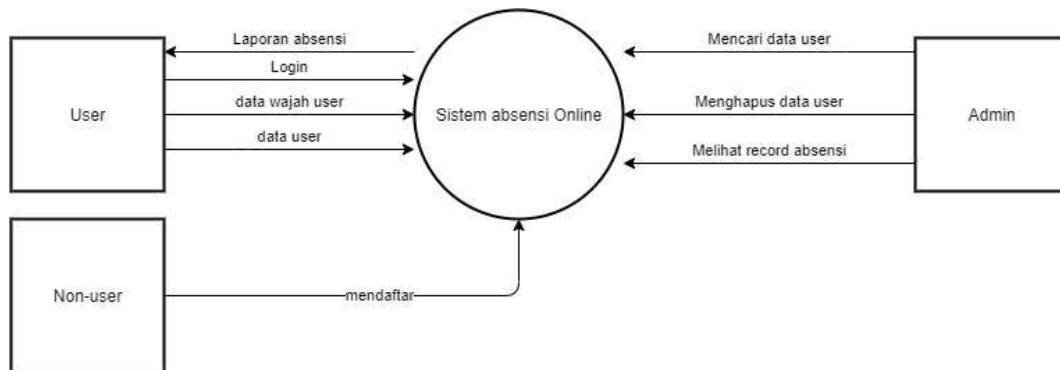 Laporan absensi
Login
data wajah user
data user
User
Sistem absensi Online
Mencari data user
Menghapus data user
Melihat record absensi
Admin
Non-user
mendaftar